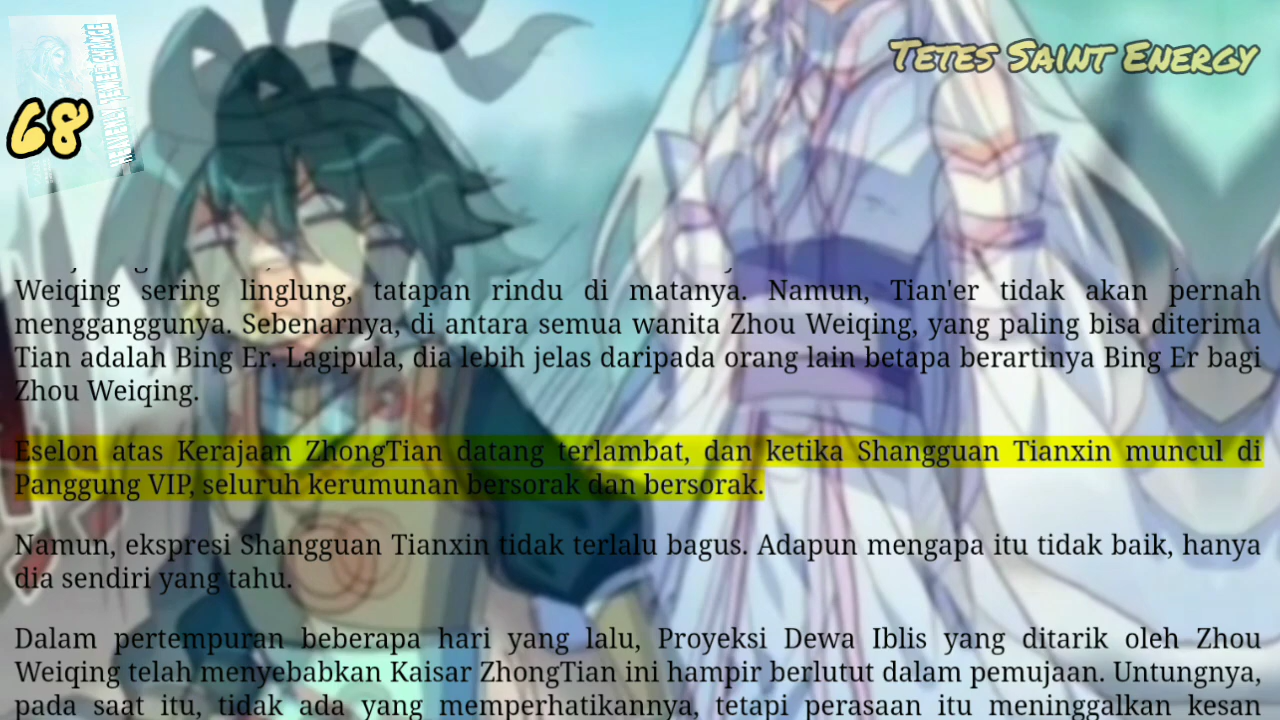 HEAVENLY JEWEL CHANGE
68
Tetes Saint Energy
Weiqing sering linglung, tatapan rindu di matanya. Namun, Tian'er tidak akan pernah
mengganggunya. Sebenarnya, di antara semua wanita Zhou Weiqing, yang paling bisa diterima
Tian adalah Bing Er. Lagipula, dia lebih jelas daripada orang lain betapa berartinya Bing Er bagi
Zhou Weiqing.
Eselon atas Kerajaan ZhongTian datang terlambat, dan ketika Shangguan Tianxin muncul di
Panggung VIP, seluruh kerumunan bersorak dan bersorak.
Namun, ekspresi Shangguan Tianxin tidak terlalu bagus. Adapun mengapa itu tidak baik, hanya
dia sendiri yang tahu.
Dalam pertempuran beberapa hari yang lalu, Proyeksi Dewa Iblis yang ditarik oleh Zhou
Weiqing telah menyebabkan Kaisar ZhongTian ini hampir berlutut dalam pemujaan. Untungnya,
pada saat itu, tidak ada yang memperhatikannya, tetapi perasaan itu meninggalkan kesan